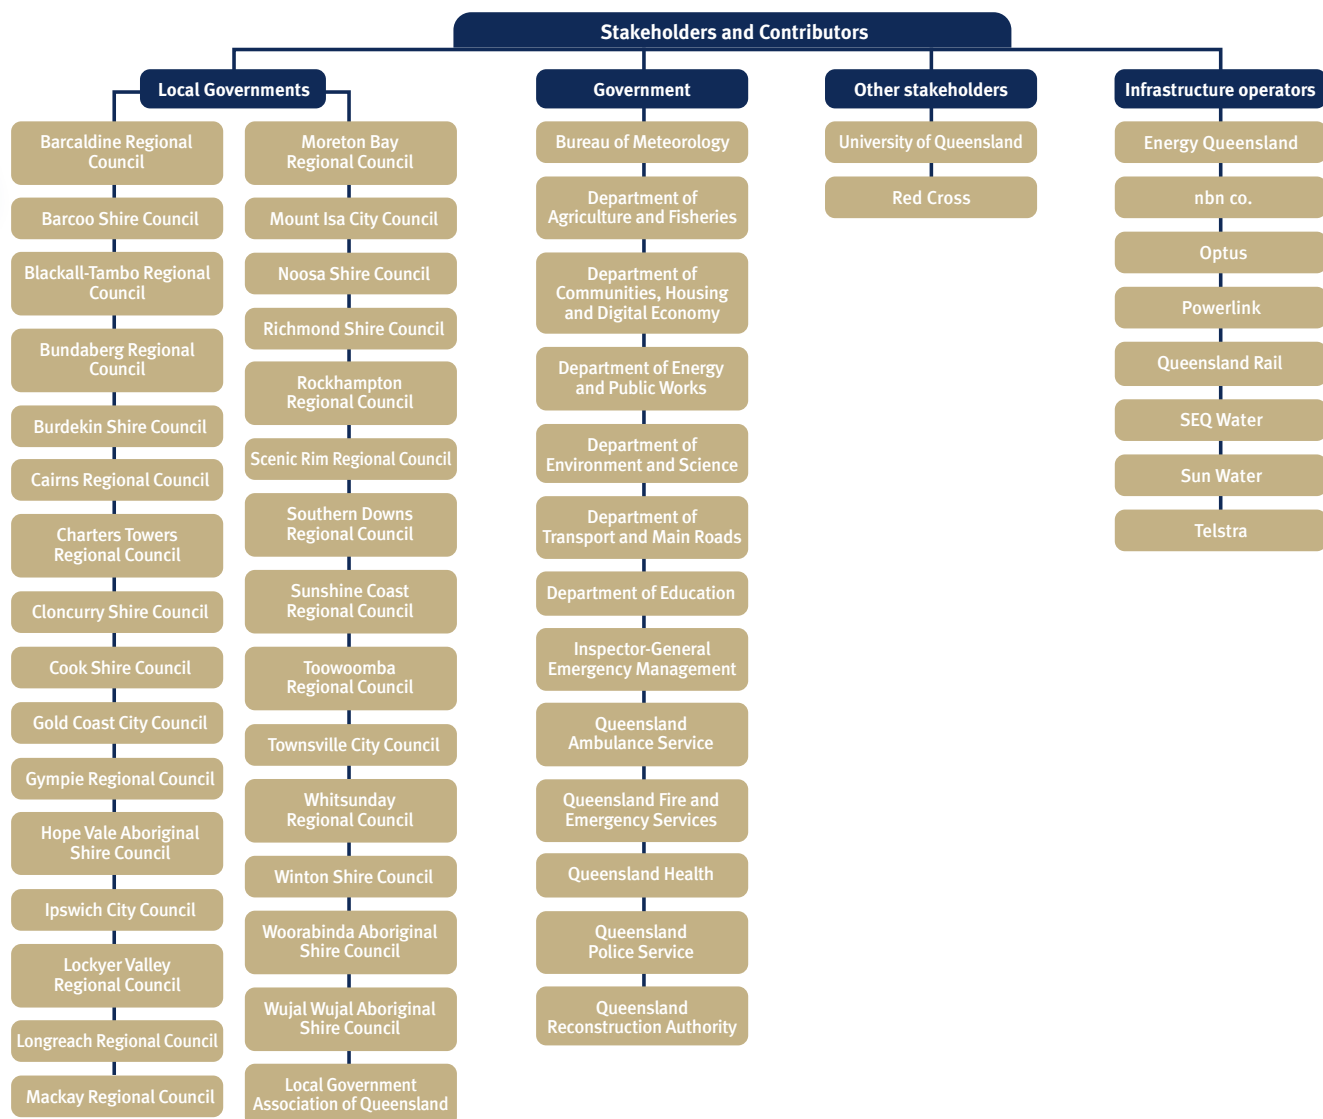 Stakeholders and Contributors
Local Governments
Barcaldine Regional
Council
Barcoo Shire Council
Blackall-Tambo Regional
Council
Bundaberg Regional
Council
Burdekin Shire Council
Cairns Regional Council
Charters Towers
Regional Council
Cloncurry Shire Council
Cook Shire Council
Gold Coast City Council
Gympie Regional Council
Hope Vale Aboriginal
Shire Council
Ipswich City Council
Lockyer Valley
Regional Council
Longreach Regional Council
Mackay Regional Council
Moreton Bay
Regional Council
Mount Isa City Council
Noosa Shire Council
Richmond Shire Council
Rockhampton
Regional Council
Scenic Rim Regional Council
Southern Downs
Regional Council
Sunshine Coast
Regional Council
Toowoomba
Regional Council
Townsville City Council
Whitsunday
Regional Council
Winton Shire Council
Woorabinda Aboriginal
Shire Council
Wujal Wujal Aboriginal
Shire Council
Local Government
Association of Queensland
Government
Bureau of Meteorology
Department of
Agriculture and Fisheries
Department of
Communities, Housing
and Digital Economy
Department of Energy
and Public Works
Department of
Environment and Science
Department of
Transport and Main Roads
Department of Education
Inspector-General
Emergency Management
Queensland
Ambulance Service
Queensland Fire and
Emergency Services
Queensland Health
Queensland
Police Service
Queensland
Reconstruction Authority
Other stakeholders
University of Queensland
Red Cross
Infrastructure operators
Energy Queensland
nbn co.
Optus
Powerlink
Queensland Rail
SEQ Water
Sun Water
Telstra